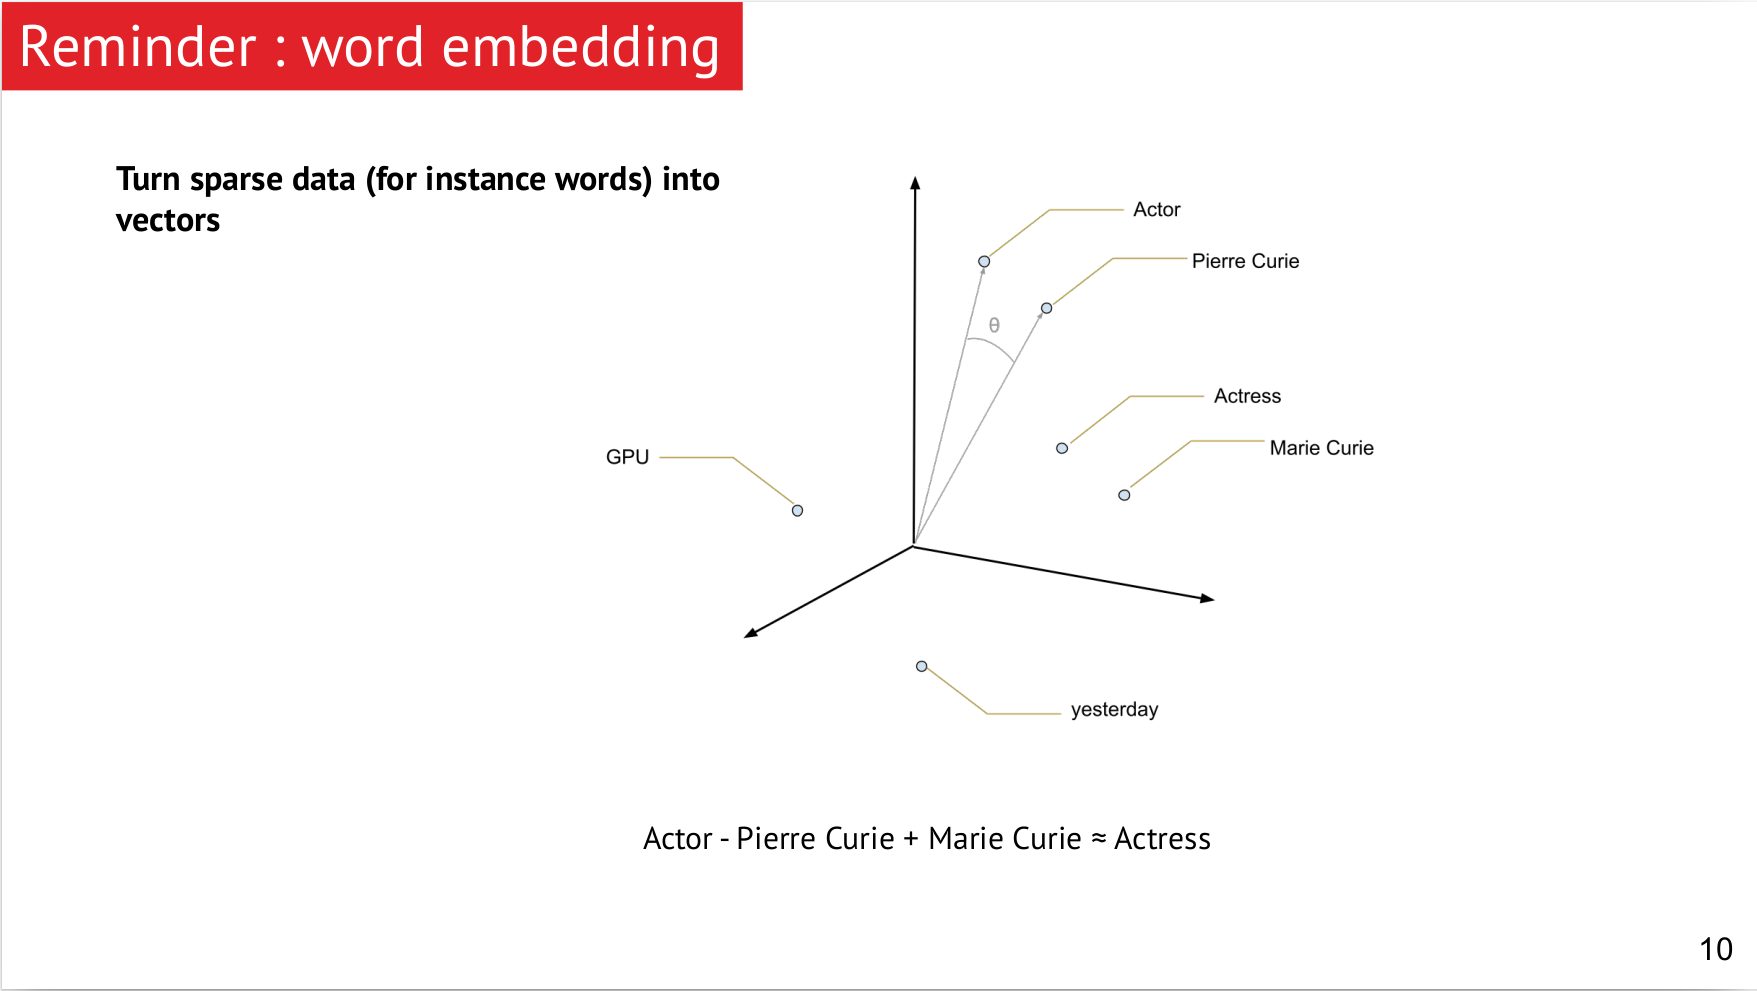 Reminder : word embedding
Turn sparse data (for instance words) into
vectors
Actor
Pierre Curie
θ
Actress
Marie Curie
GPU
yesterday
Actor - Pierre Curie + Marie Curie ≈ Actress
10